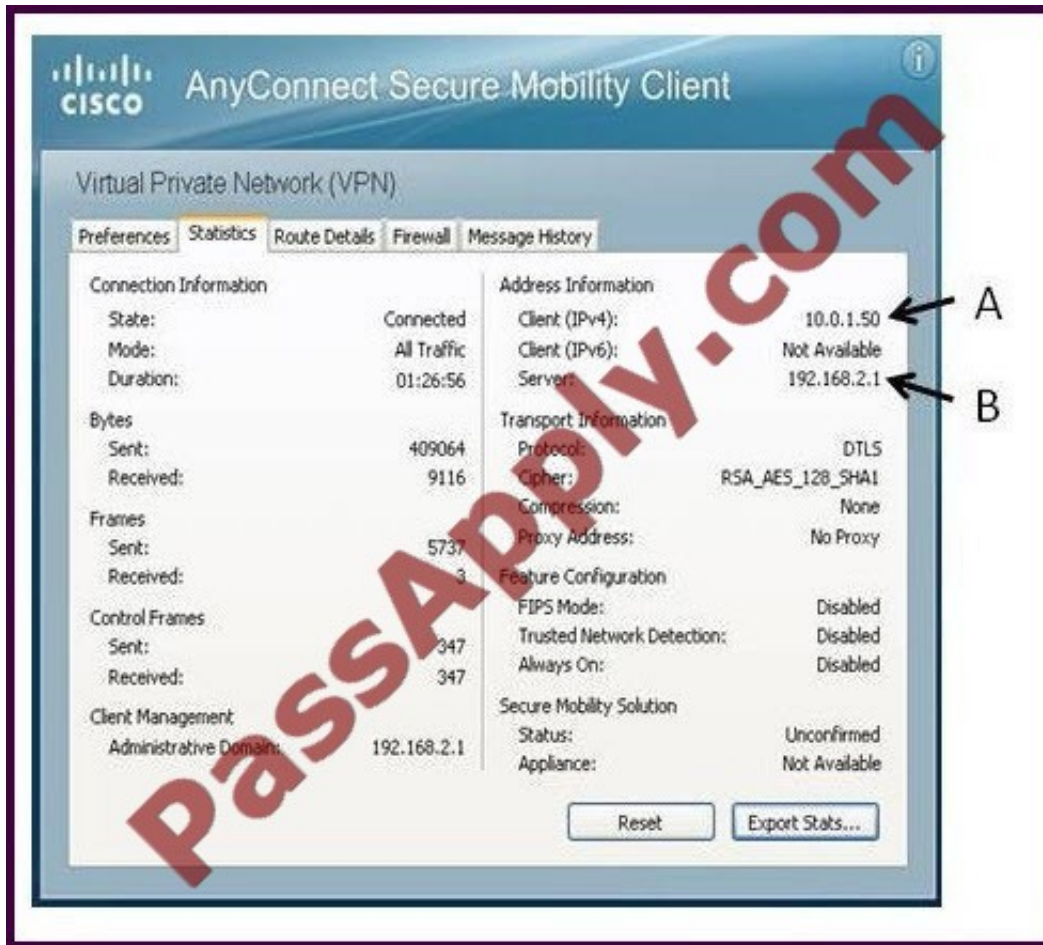 CISCO
AnyConnect Secure Mobility Client
Virtual Private Network (VPN)
Preferences Statistics Route Details Firewall Message History
Connection Information
State: Connected
Mode: All Traffic
Duration: 01:26:56
Bytes
Sent: 409064
Received: 9116
Frames
Sent: 5737
Received: 3
Control Frames
Sent: 347
Received: 347
Client Management
Administrative Domain: 192.168.2.1
Address Information
Client (IPv4): 10.0.1.50
Client (IPv6): Not Available
Server: 192.168.2.1
Transport Information
Protocol: DTLS
Cipher: RSA_AES_128_SHA1
Compression: None
Proxy Address: No Proxy
Feature Configuration
FIPS Mode: Disabled
Trusted Network Detection: Disabled
Always On: Disabled
Secure Mobility Solution
Status: Unconfirmed
Appliance: Not Available
Reset
Export Stats...
A
B
PassApply.com